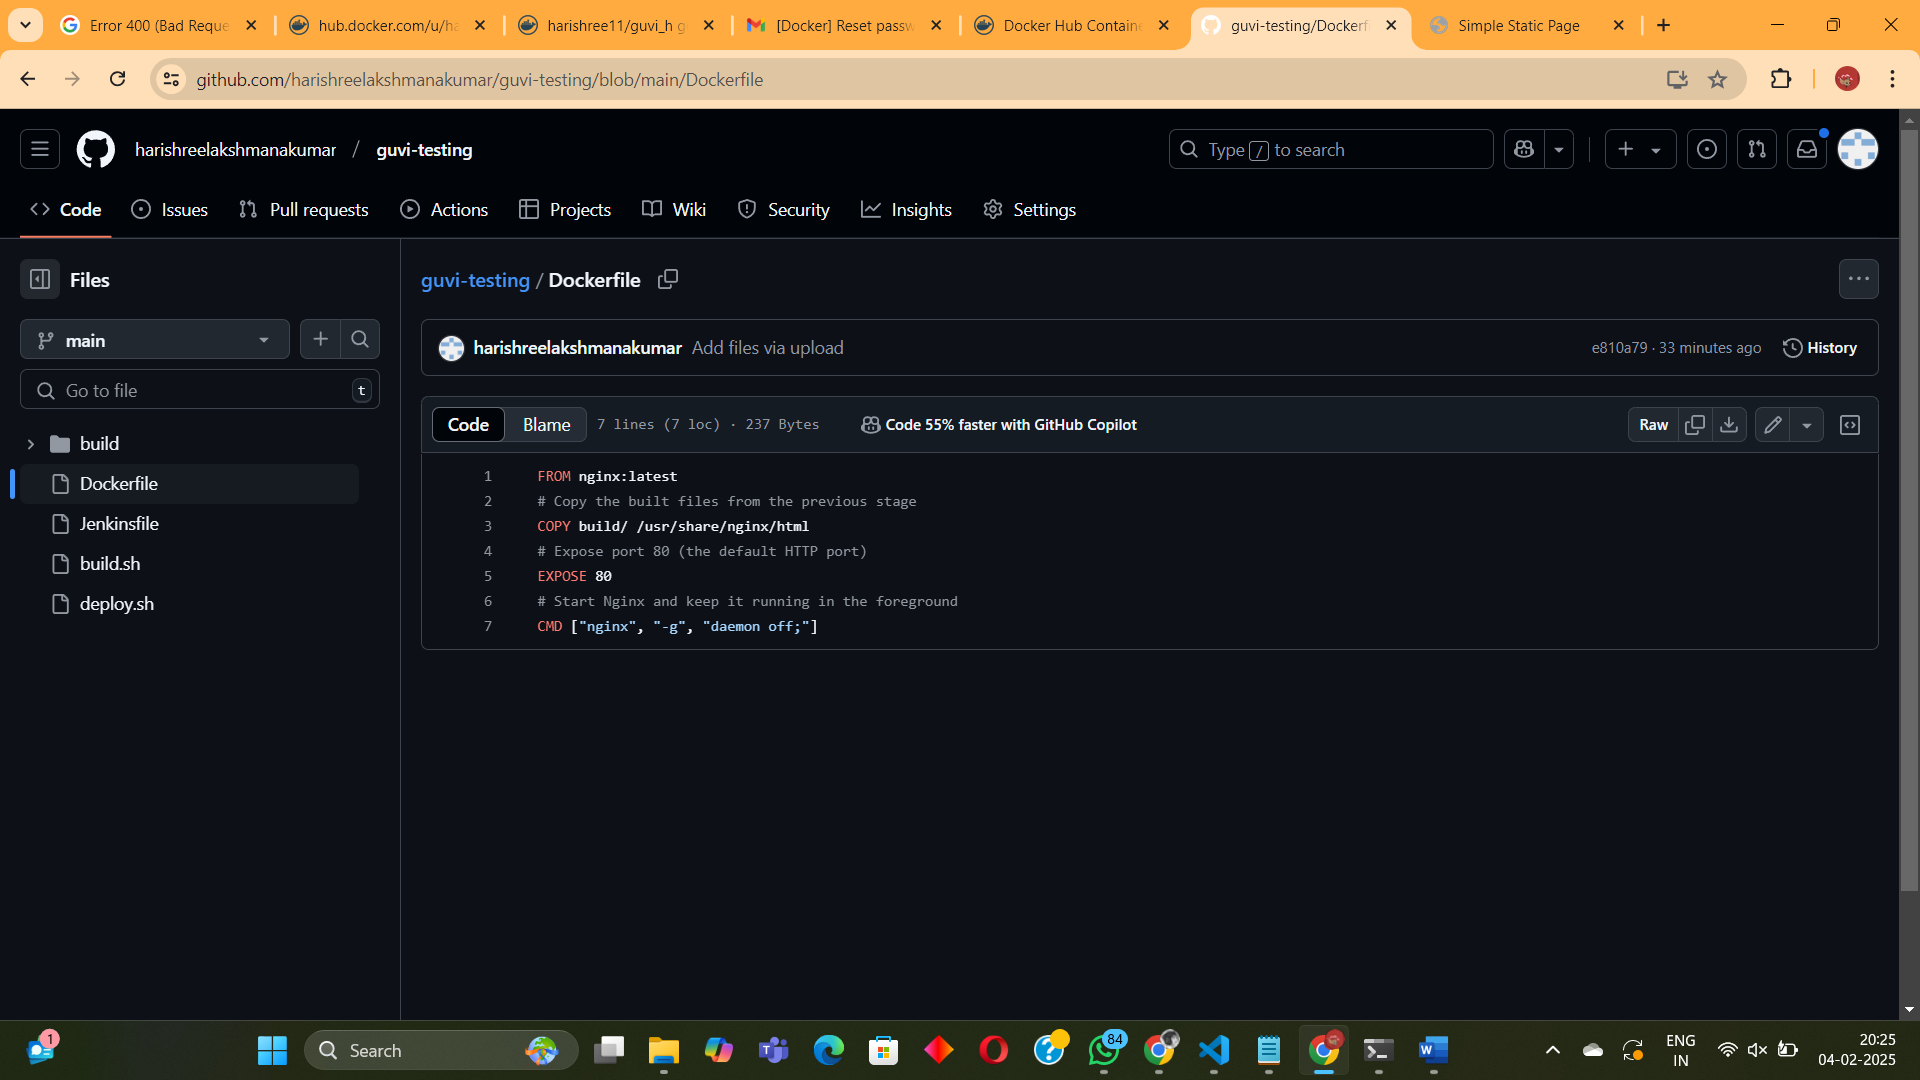 Error 400 (Bad Reque
hub.docker.com/u/ha
harishree11/guvi_h g
[Docker] Reset passw
Docker Hub Containe
guvi-testing/Dockerf
Simple Static Page
github.com/harishreelakshmanakumar/guvi-testing/blob/main/Dockerfile
harishreelakshmanakumar / guvi-testing
Type / to search
Code
Issues
Pull requests
Actions
Projects
Wiki
Security
Insights
Settings
Files
main
Go to file
t
build
Dockerfile
Jenkinsfile
build.sh
deploy.sh
guvi-testing / Dockerfile
harishreelakshmanakumar Add files via upload
e810a79 · 33 minutes ago
History
Code
Blame
7 lines (7 loc) · 237 Bytes
Code 55% faster with GitHub Copilot
Raw
1 FROM nginx:latest
2 # Copy the built files from the previous stage
3 COPY build/ /usr/share/nginx/html
4 # Expose port 80 (the default HTTP port)
5 EXPOSE 80
6 # Start Nginx and keep it running in the foreground
7 CMD ["nginx", "-g", "daemon off;"]
1
Search
84
ENG
IN
20:25
04-02-2025